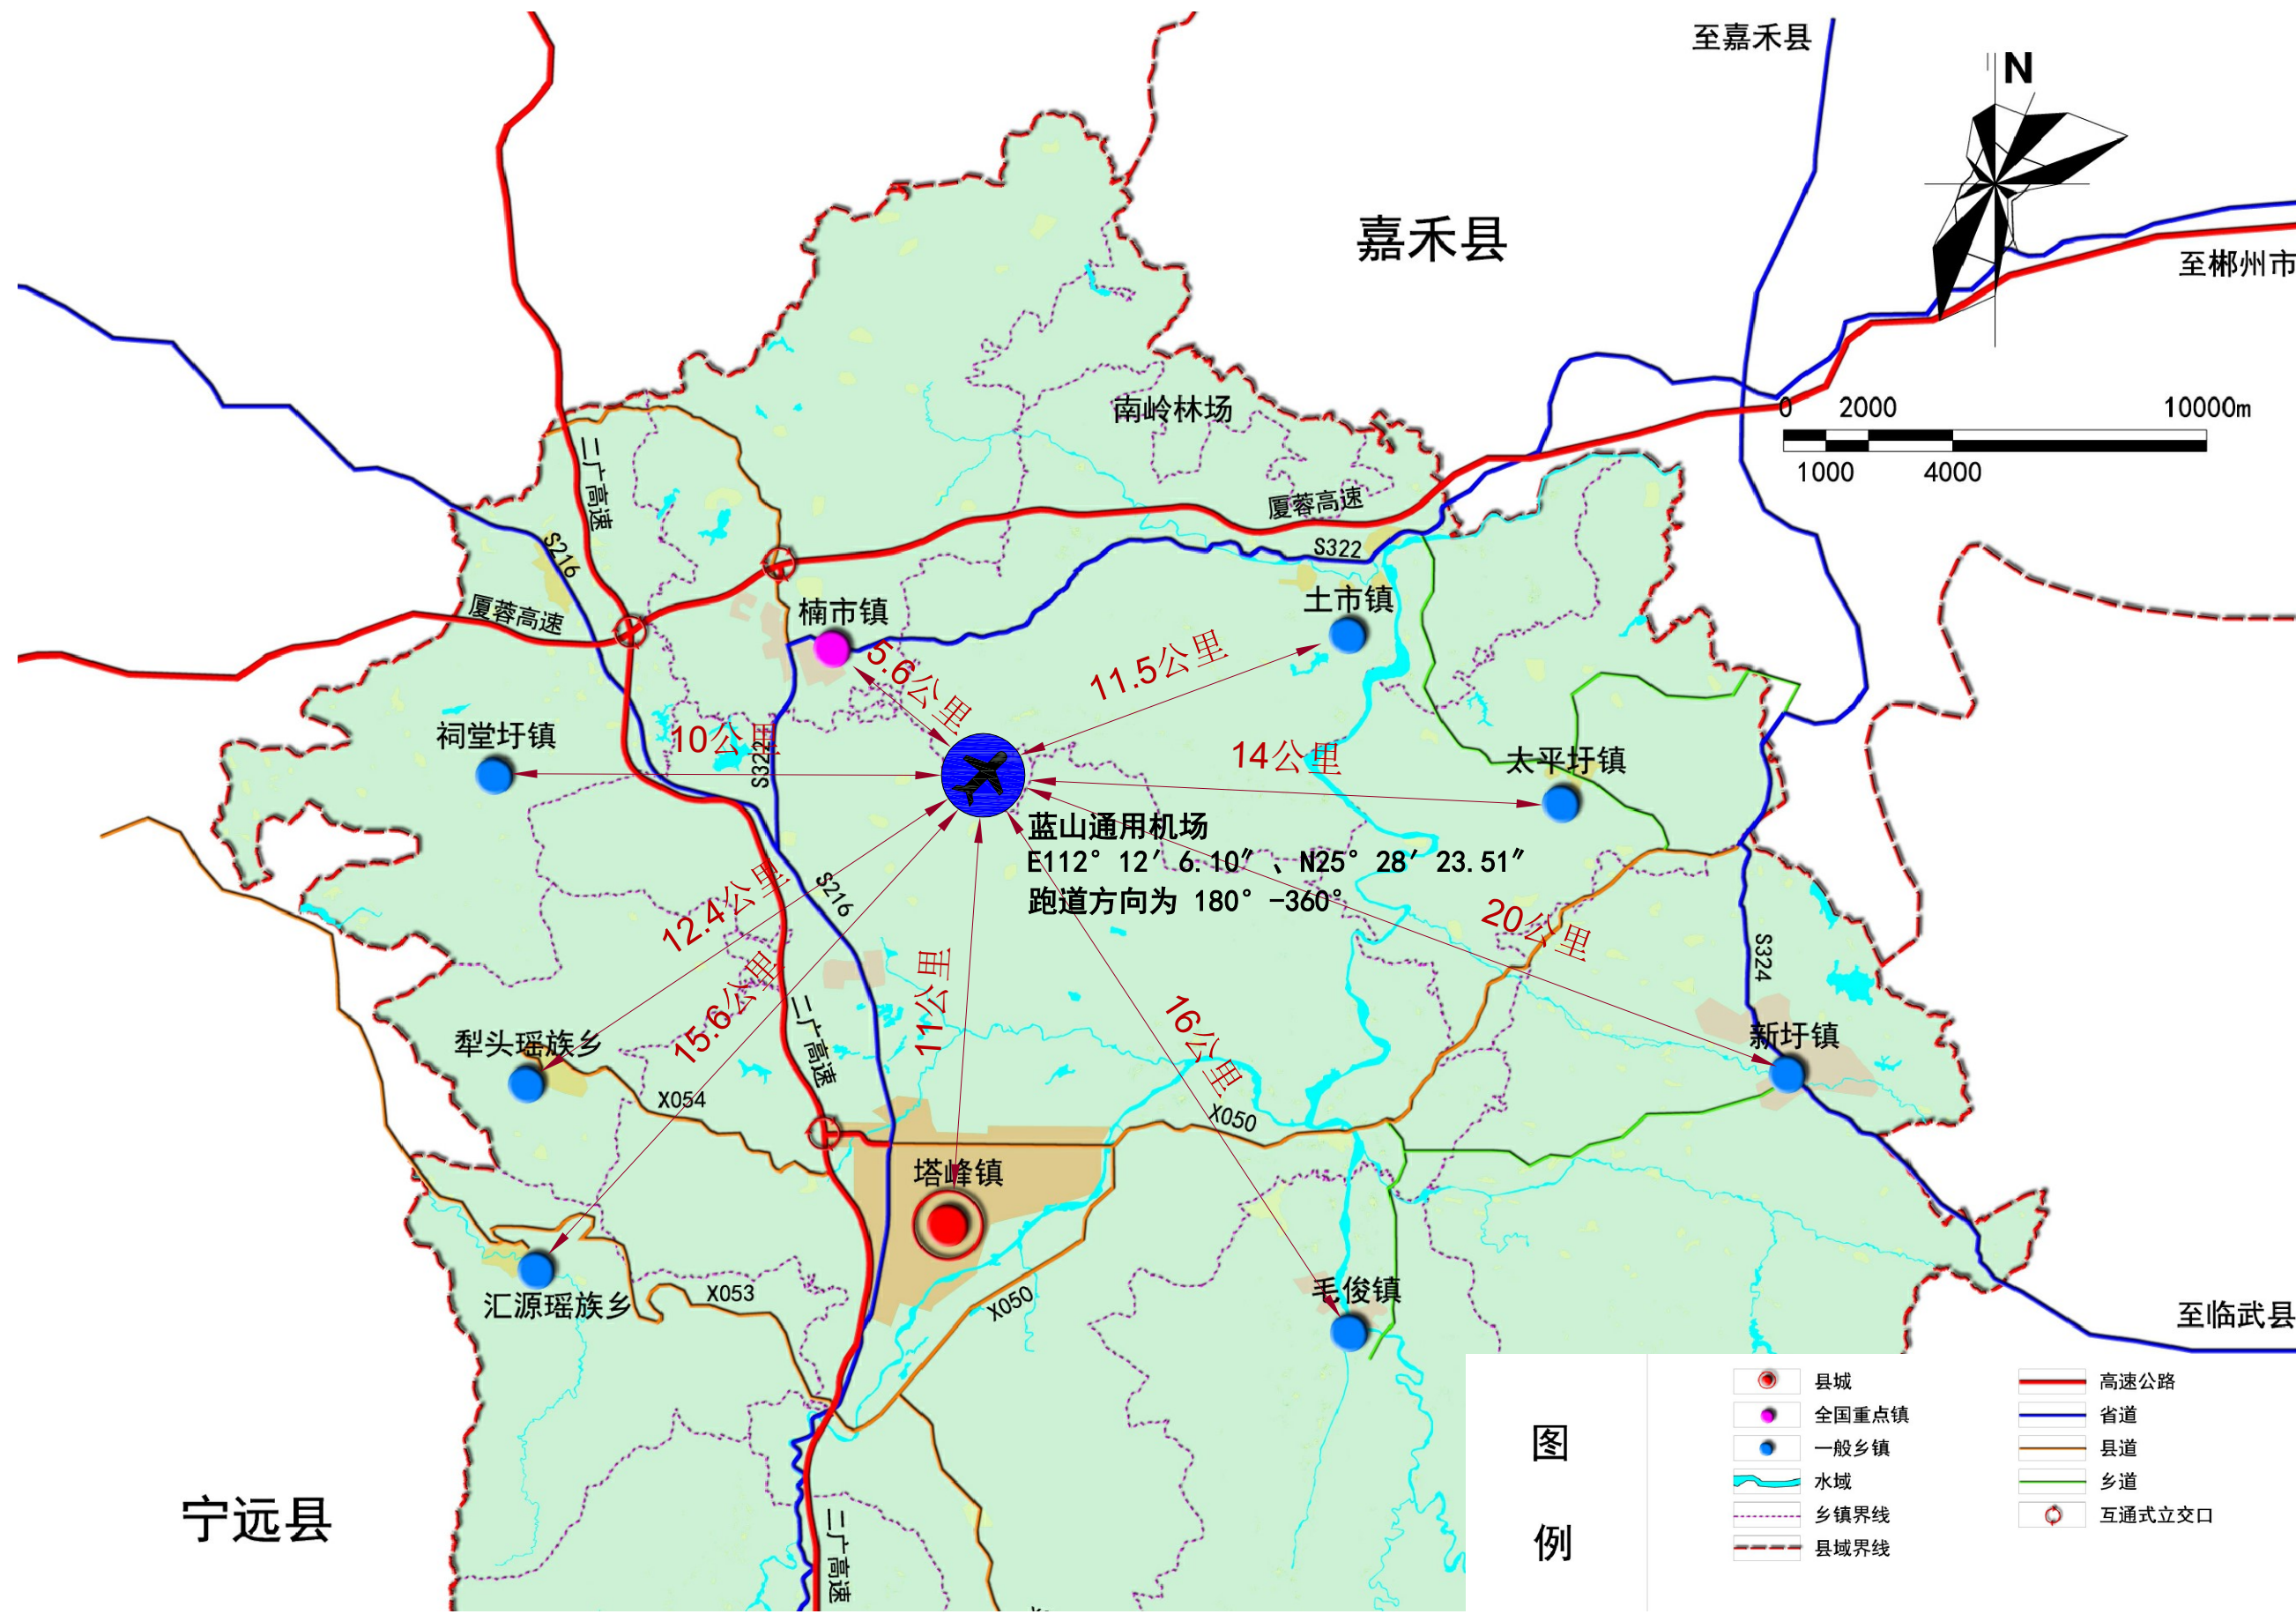 至嘉禾县
N
嘉禾县
至郴州市
南岭林场
0 2000 10000m
1000 4000
二广高速
厦蓉高速
S216
S322
厦蓉高速
楠市镇
土市镇
5.6公里
11.5公里
祠堂圩镇
10公里
S322
14公里
太平圩镇
蓝山通用机场
E112°12′6.10″、N25°28′23.51″
跑道方向为 180°-360°
12.4公里
S216
20公里
S324
15.6公里
11公里
16公里
二广高速
犁头瑶族乡
新圩镇
X054
X050
塔峰镇
汇源瑶族乡
X053
X050
毛俊镇
至临武县
宁远县
二广高速
图例
县城
全国重点镇
一般乡镇
水域
乡镇界线
县域界线
高速公路
省道
县道
乡道
互通式立交口